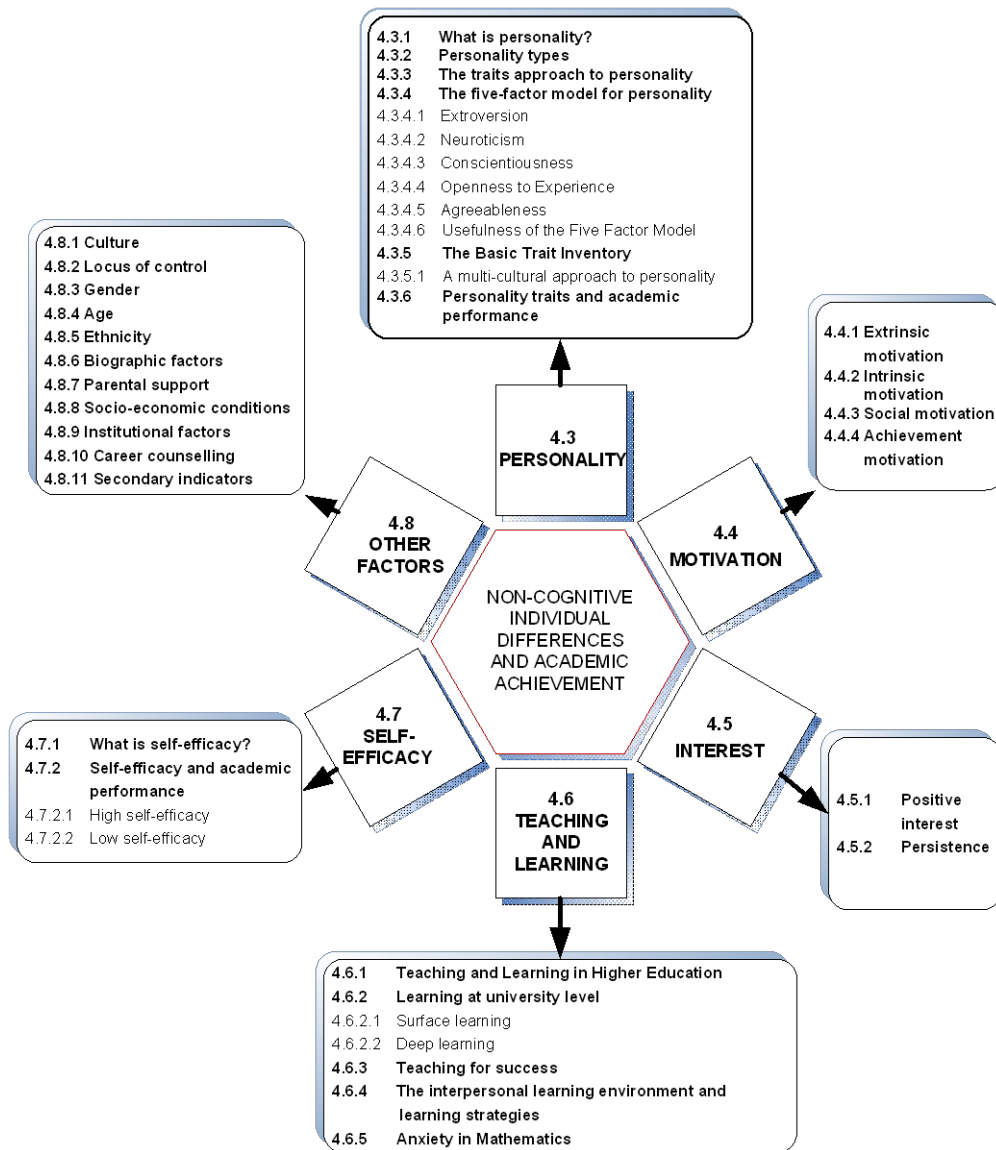 4.3.1 What is personality?
4.3.2 Personality types
4.3.3 The traits approach to personality
4.3.4 The five-factor model for personality
4.3.4.1 Extroversion
4.3.4.2 Neuroticism
4.3.4.3 Conscientiousness
4.3.4.4 Openness to Experience
4.3.4.5 Agreeableness
4.3.4.6 Usefulness of the Five Factor Model
4.3.5 The Basic Trait Inventory
4.3.5.1 A multi-cultural approach to personality
4.3.6 Personality traits and academic
performance
4.8.1 Culture
4.8.2 Locus of control
4.8.3 Gender
4.8.4 Age
4.8.5 Ethnicity
4.8.6 Biographic factors
4.8.7 Parental support
4.8.8 Socio-economic conditions
4.8.9 Institutional factors
4.8.10 Career counselling
4.8.11 Secondary indicators
4.4.1 Extrinsic
motivation
4.4.2 Intrinsic
motivation
4.4.3 Social motivation
4.4.4 Achievement
motivation
4.3
PERSONALITY
4.8
OTHER
FACTORS
4.4
MOTIVATION
NON-COGNITIVE
INDIVIDUAL
DIFFERENCES
AND ACADEMIC
ACHIEVEMENT
4.7
SELF-
EFFICACY
4.5
INTEREST
4.6
TEACHING
AND
LEARNING
4.7.1 What is self-efficacy?
4.7.2 Self-efficacy and academic
performance
4.7.2.1 High self-efficacy
4.7.2.2 Low self-efficacy
4.5.1 Positive
interest
4.5.2 Persistence
4.6.1 Teaching and Learning in Higher Education
4.6.2 Learning at university level
4.6.2.1 Surface learning
4.6.2.2 Deep learning
4.6.3 Teaching for success
4.6.4 The interpersonal learning environment and
learning strategies
4.6.5 Anxiety in Mathematics